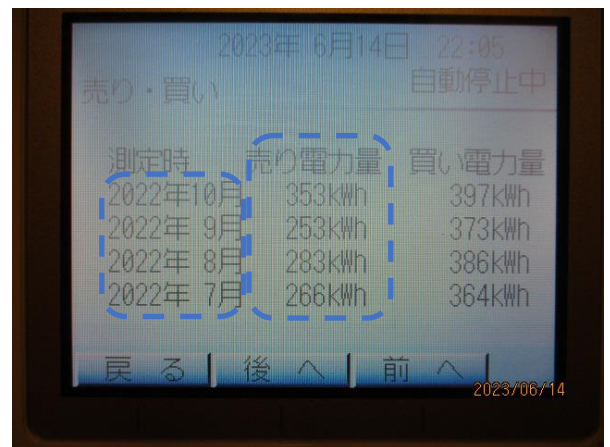 2023年 6月14日 22:05
売り・買い 自動停止中
測定時 売り電力量 買い電力量
2022年10月 353kWh 397kWh
2022年 9月 253kWh 373kWh
2022年 8月 283kWh 386kWh
2022年 7月 266kWh 364kWh
戻る 後へ 前へ
2023/06/14